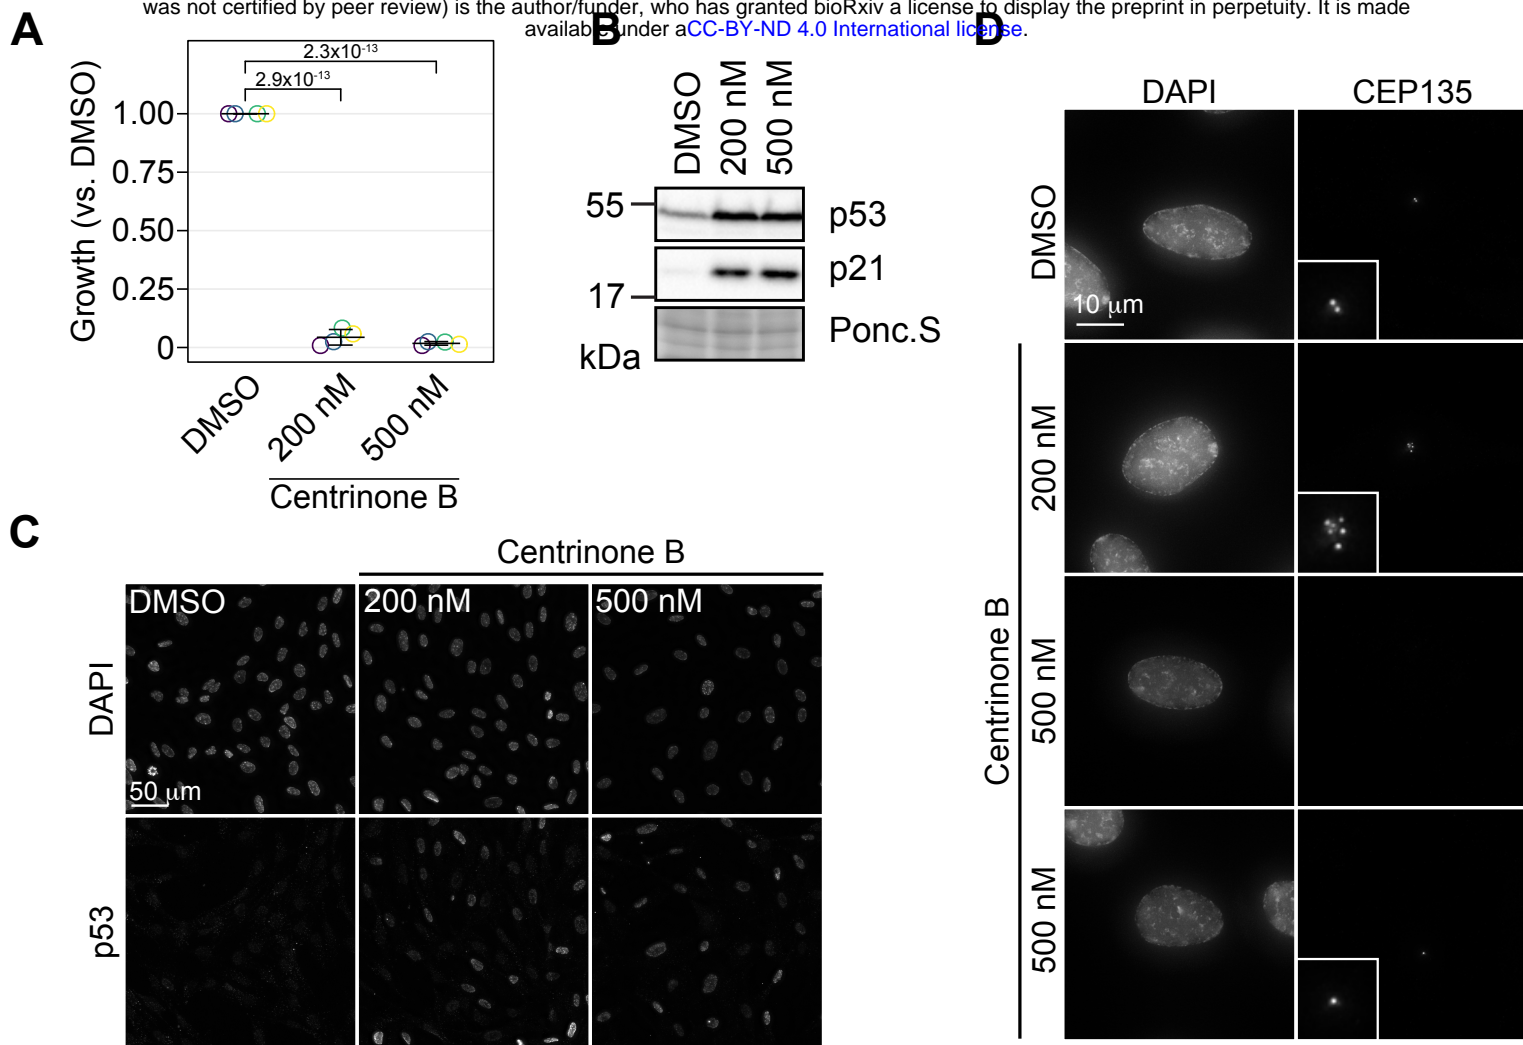 was not certified by peer review) is the author/funder, who has granted bioRxiv a license to display the preprint in perpetuity. It is made
available under aCC-BY-ND 4.0 International license.
A
Growth (vs. DMSO)
1.00
0.75
0.50
0.25
0
2.3x10-13
2.9x10-13
DMSO
200 nM
500 nM
Centrinone B
B
DMSO
200 nM
500 nM
55
p53
p21
17
Ponc.S
kDa
C
Centrinone B
DMSO
200 nM
500 nM
DAPI
50 μm
p53
D
DAPI
CEP135
DMSO
10 μm
Centrinone B
200 nM
500 nM
500 nM